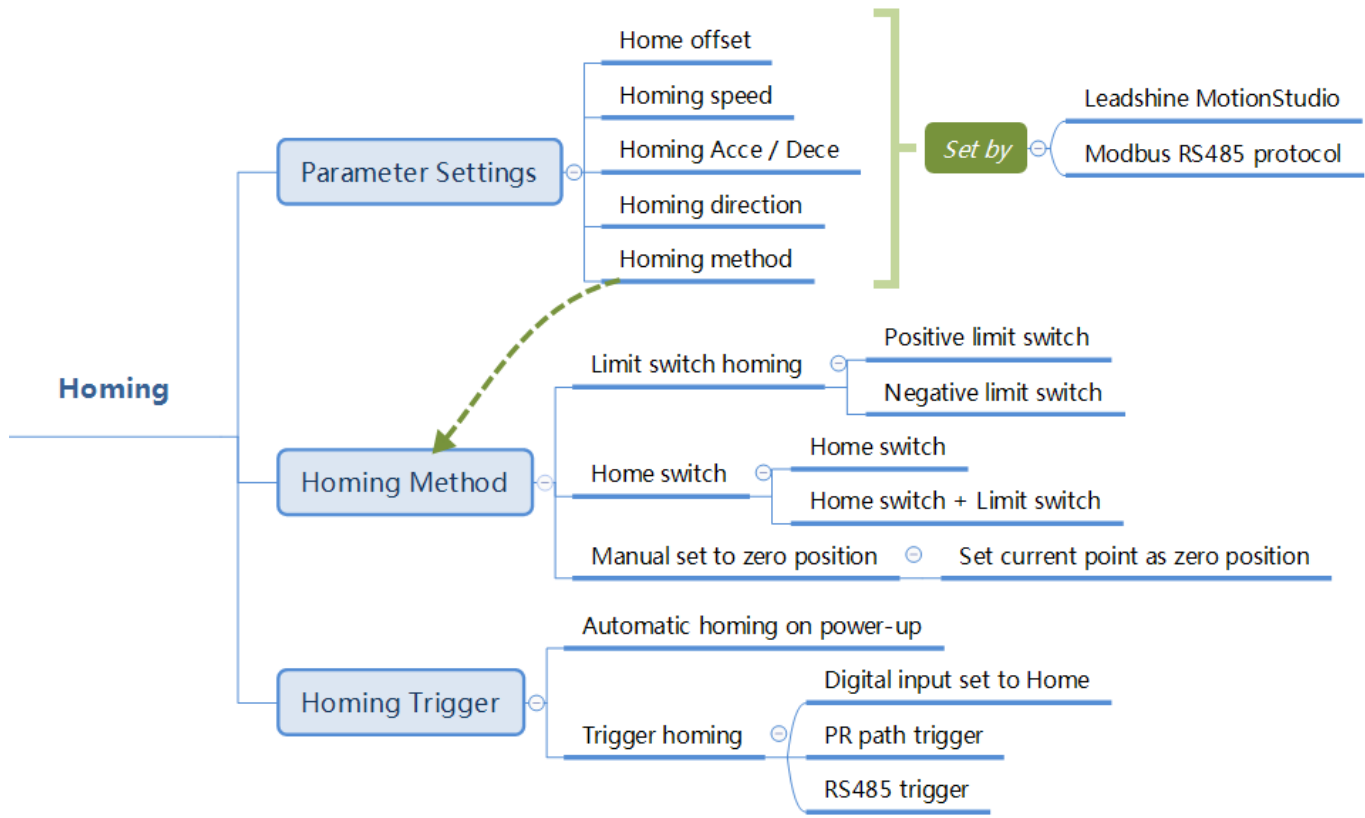 Homing
Parameter Settings
Home offset
Homing speed
Homing Acce / Dece
Homing direction
Homing method
Set by
Leadshine MotionStudio
Modbus RS485 protocol
Homing Method
Limit switch homing
Positive limit switch
Negative limit switch
Home switch
Home switch
Home switch + Limit switch
Manual set to zero position
Set current point as zero position
Homing Trigger
Automatic homing on power-up
Trigger homing
Digital input set to Home
PR path trigger
RS485 trigger